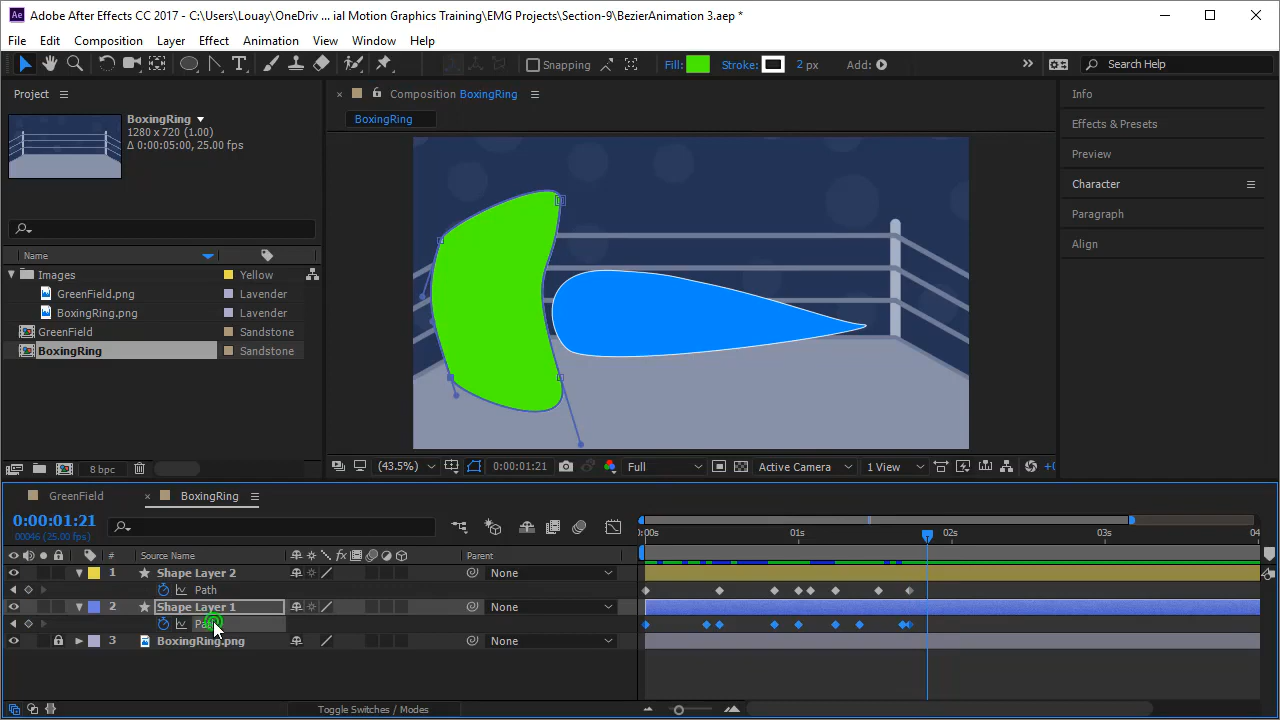 Ae Adobe After Effects CC 2017 - C:\Users\Louay\OneDriv ... ial Motion Graphics Training\EMG Projects\Section-9\BezierAnimation 3.aep *
File Edit Composition Layer Effect Animation View Window Help
Snapping Fill: Stroke: 2 px Add: Search Help
Project
Composition BoxingRing
BoxingRing
BoxingRing
1280 x 720 (1.00)
Δ 0:00:05:00, 25.00 fps
Name
Images Yellow
GreenField.png Lavender
BoxingRing.png Lavender
GreenField Sandstone
BoxingRing Sandstone
8 bpc
(43.5%) 0:00:01:21 Full Active Camera 1 View +0
Info
Effects & Presets
Preview
Character
Paragraph
Align
GreenField BoxingRing
0:00:01:21
00046 (25.00 fps)
# Source Name Parent
0:00s 01s 02s 03s 04
1 Shape Layer 2 None
Path
2 Shape Layer 1 None
3 BoxingRing.png None
Toggle Switches / Modes